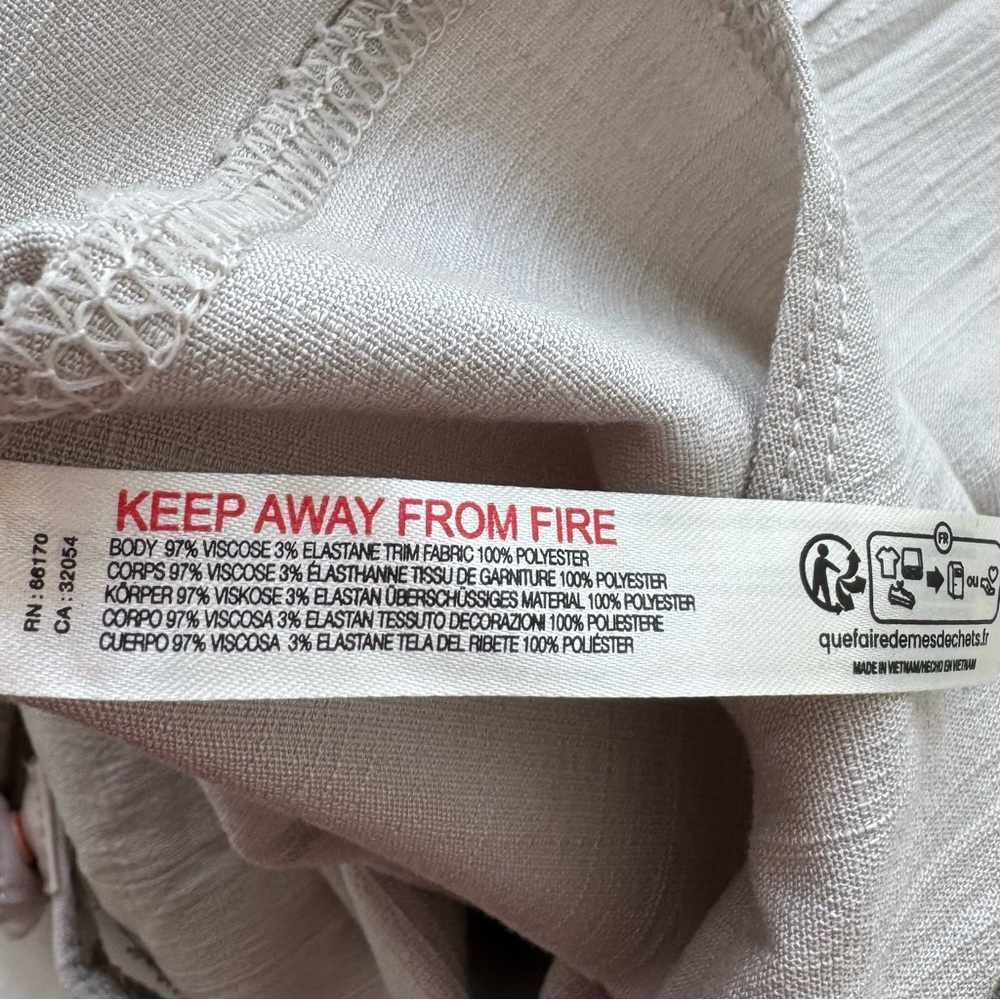 KEEP AWAY FROM FIRE
BODY 97% VISCOSE 3% ELASTANE TRIM FABRIC 100% POLYESTER
CORPS 97% VISCOSE 3% ÉLASTHANNE TISSU DE GARNITURE 100% POLYESTER
KÖRPER 97% VISKOSE 3% ELASTAN ÜBERSCHÜSSIGES MATERIAL 100% POLYESTER
CORPO 97% VISCOSA 3% ELASTAN TESSUTO DECORAZIONI 100% POLIESTERE
CUERPO 97% VISCOSA 3% ELASTANE TELA DEL RIBETE 100% POLIÉSTER
RN : 86170
CA : 32054
FR
OU
quefairedemesdechets.fr
MADE IN VIETNAM/HECHO EN VIETNAM